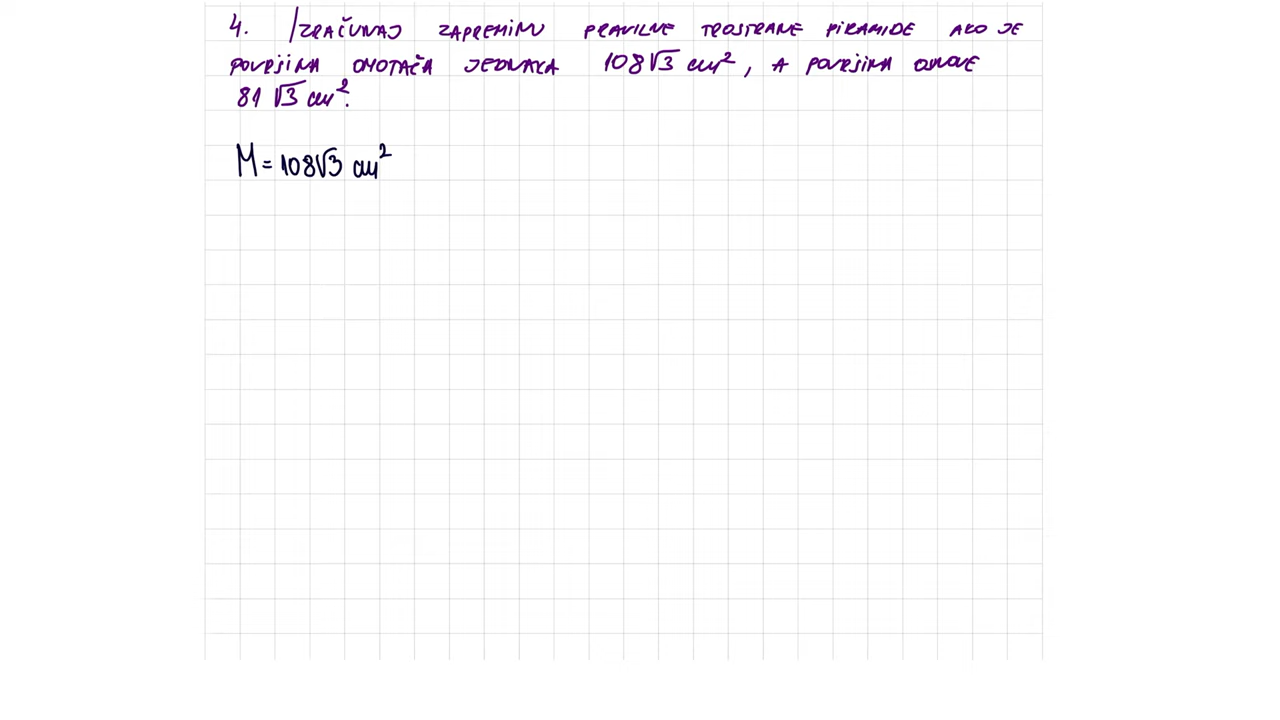 4. IZRAČUNAJ ZAPREMINU PRAVILNE TROSTRANE PIRAMIDE AKO JE
POVRŠINA OMOTAČA JEDNAKA 108√3 cm², A POVRŠINA OSNOVE
81√3 cm².
M = 108√3 cm²